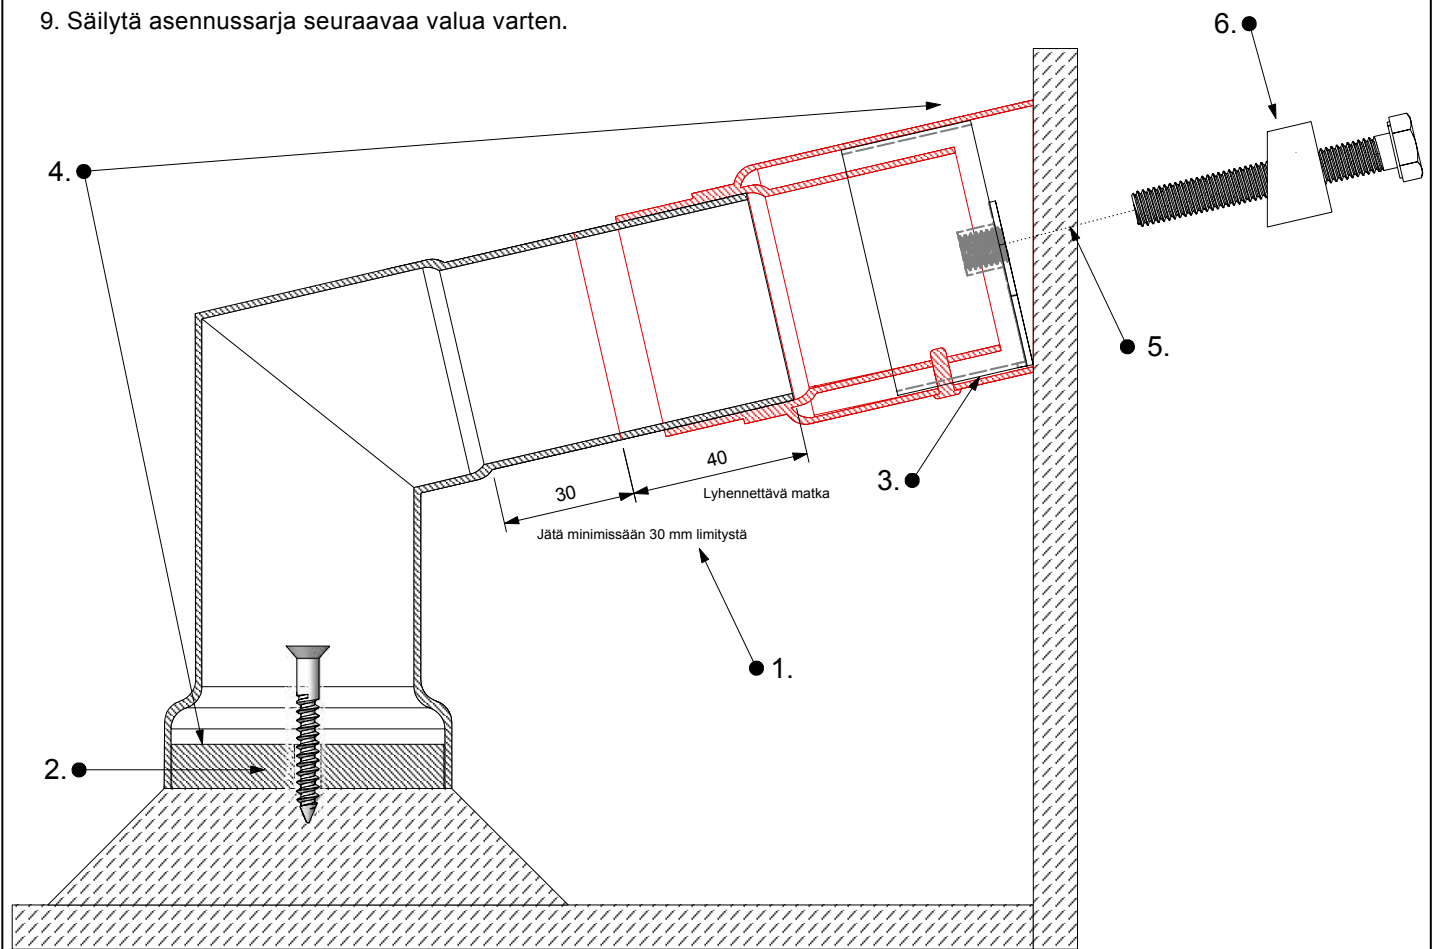 9. Säilytä asennussarja seuraavaa valua varten.
6.
4.
5.
40
3.
30
Lyhennettävä matka
Jätä minimissään 30 mm limitystä
1.
2.